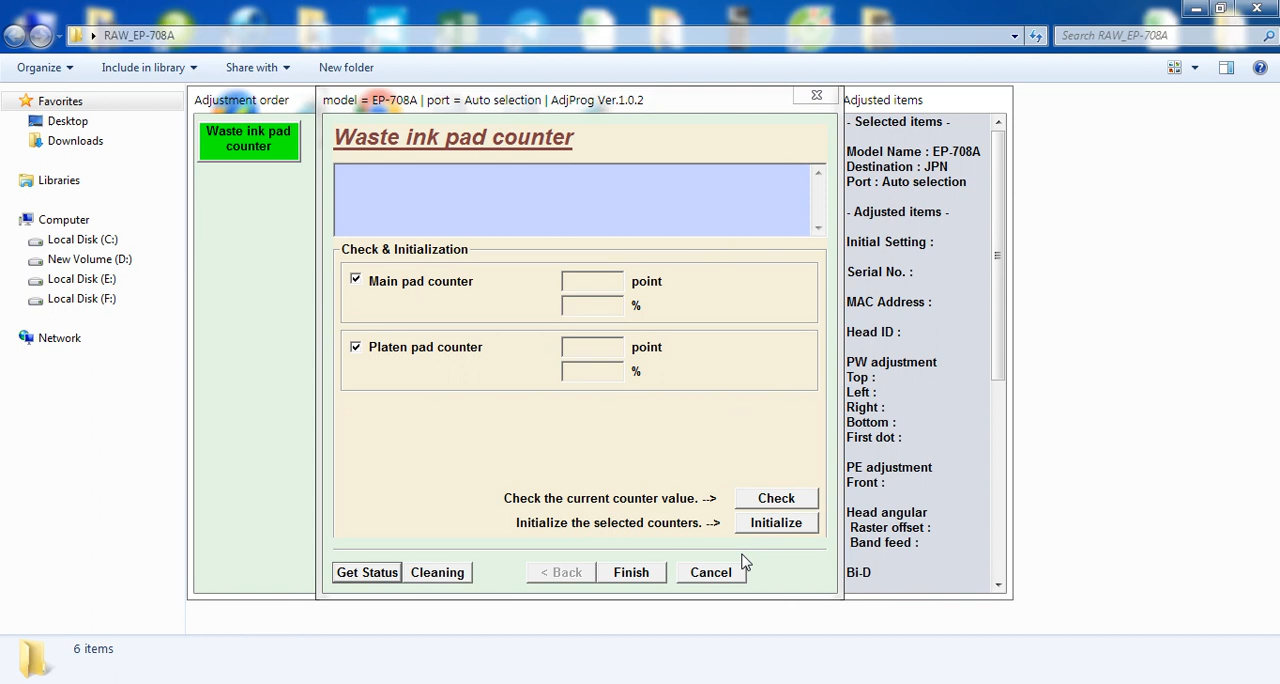 RAW_EP-708A
Search RAW_EP-708A
Organize
Include in library
Share with
New folder
Favorites
Desktop
Downloads
Libraries
Computer
Local Disk (C:)
New Volume (D:)
Local Disk (E:)
Local Disk (F:)
Network
Adjustment order
Waste ink pad
counter
model = EP-708A | port = Auto selection | AdjProg Ver.1.0.2
Waste ink pad counter
Check & Initialization
Main pad counter
point
%
Platen pad counter
point
%
Check the current counter value. -->
Check
Initialize the selected counters. -->
Initialize
Get Status
Cleaning
< Back
Finish
Cancel
Adjusted items
- Selected items -
Model Name : EP-708A
Destination : JPN
Port : Auto selection
- Adjusted items -
Initial Setting :
Serial No. :
MAC Address :
Head ID :
PW adjustment
Top :
Left :
Right :
Bottom :
First dot :
PE adjustment
Front :
Head angular
Raster offset :
Band feed :
Bi-D
6 items